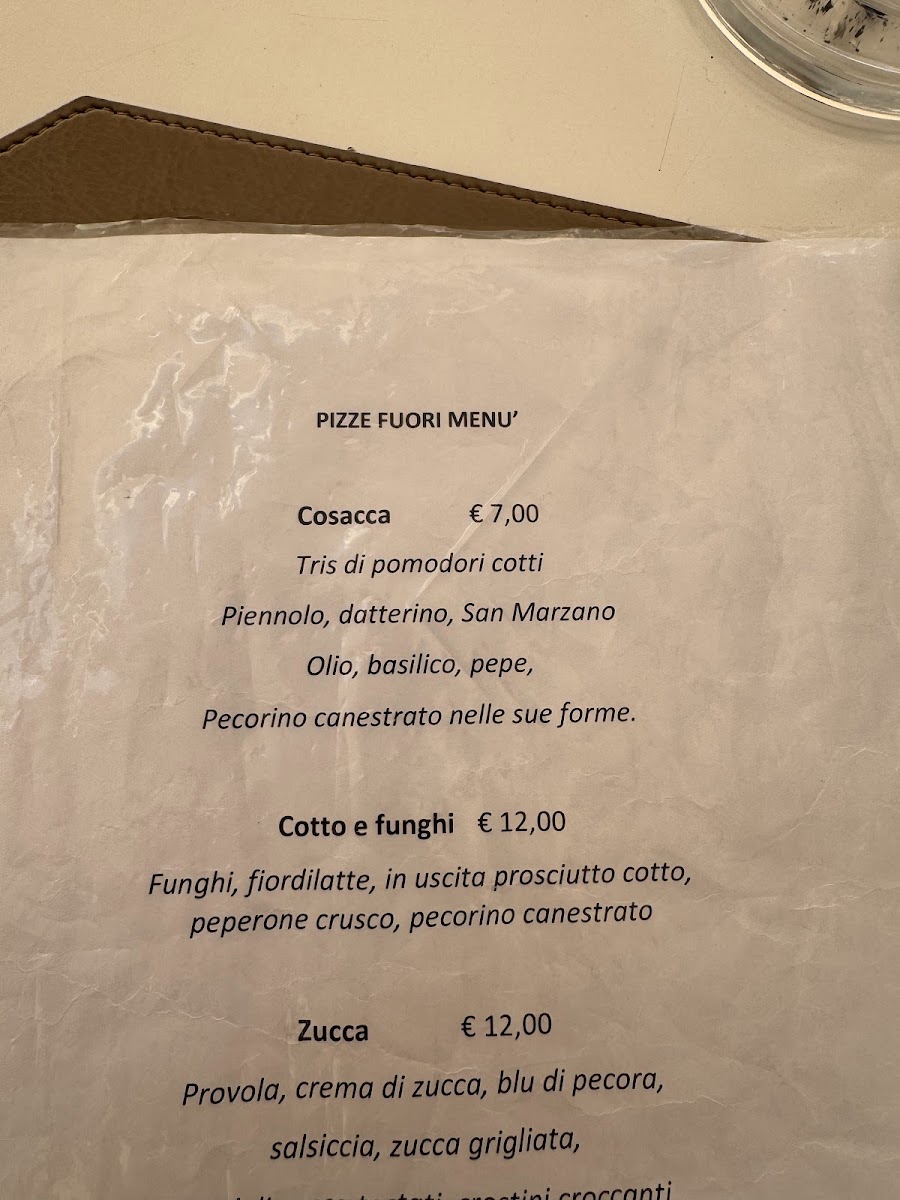 PIZZE FUORI MENU'
Cosacca € 7,00
Tris di pomodori cotti
Piennolo, datterino, San Marzano
Olio, basilico, pepe,
Pecorino canestrato nelle sue forme.
Cotto e funghi € 12,00
Funghi, fiordilatte, in uscita prosciutto cotto,
peperone crusco, pecorino canestrato
Zucca € 12,00
Provola, crema di zucca, blu di pecora,
salsiccia, zucca grigliata,
crostini croccanti